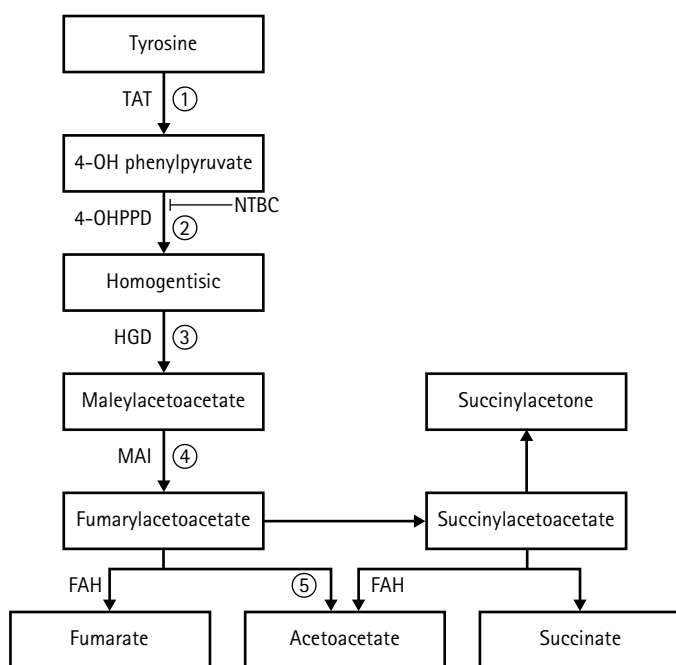 Tyrosine
TAT 1
4-OH phenylpyruvate
NTBC
4-OHPPD 2
Homogentisic
HGD 3
Maleylacetoacetate
Succinylacetone
MAI 4
Fumarylacetoacetate
Succinylacetoacetate
FAH 5 FAH
Fumarate
Acetoacetate
Succinate